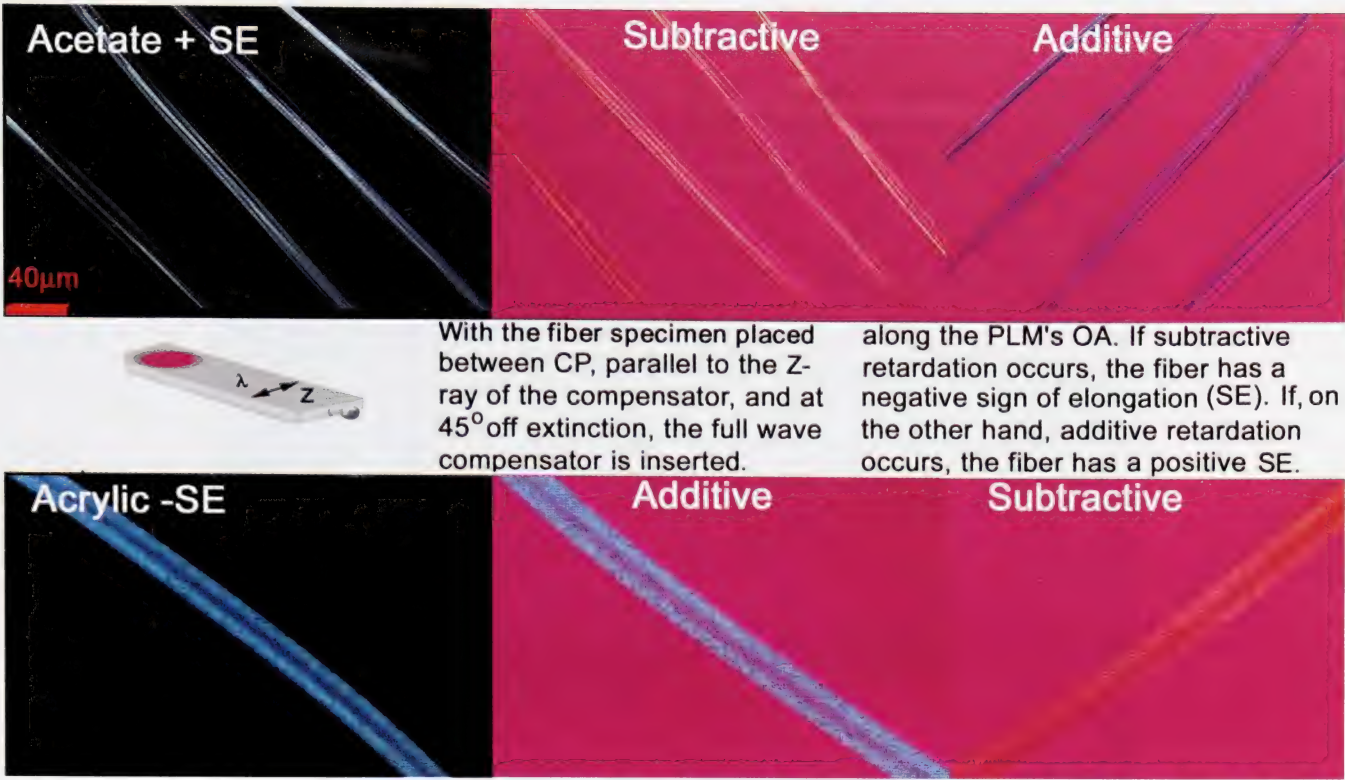 Acetate + SE
Subtractive
Additive
40µm
λ
Z
With the fiber specimen placed
between CP, parallel to the Z-
ray of the compensator, and at
45° off extinction, the full wave
compensator is inserted.
along the PLM's OA. If subtractive
retardation occurs, the fiber has a
negative sign of elongation (SE). If, on
the other hand, additive retardation
occurs, the fiber has a positive SE.
Acrylic -SE
Additive
Subtractive